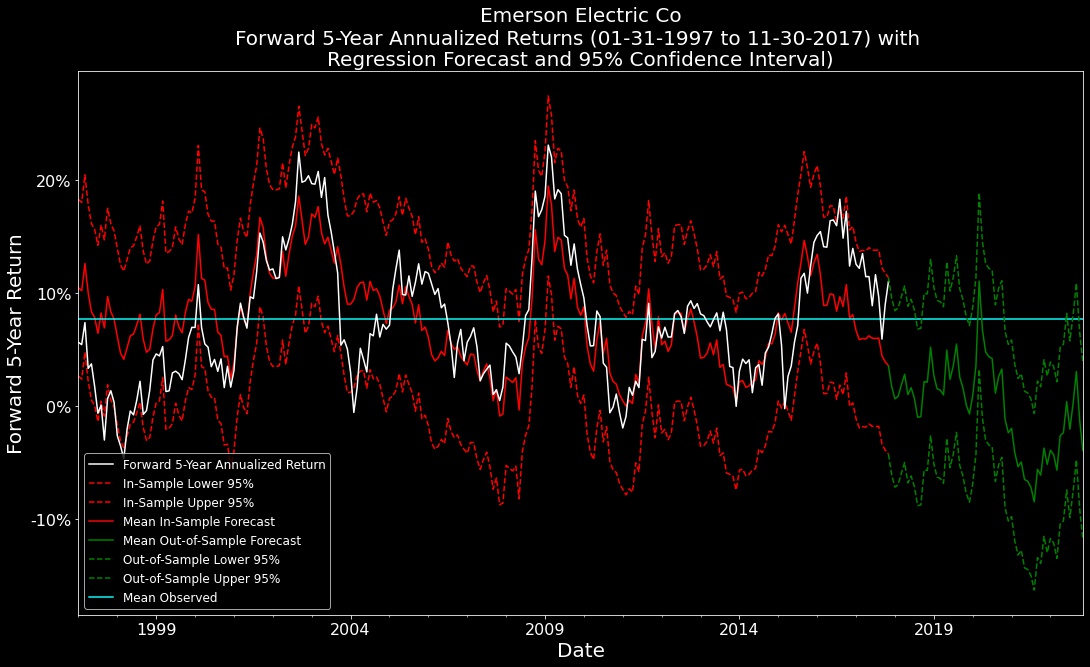 Emerson Electric Co
Forward 5-Year Annualized Returns (01-31-1997 to 11-30-2017) with
Regression Forecast and 95% Confidence Interval)
Forward 5-Year Return
20%
10%
0%
-10%
Forward 5-Year Annualized Return
In-Sample Lower 95%
In-Sample Upper 95%
Mean In-Sample Forecast
Mean Out-of-Sample Forecast
Out-of-Sample Lower 95%
Out-of-Sample Upper 95%
Mean Observed
1999 2004 2009 2014 2019
Date